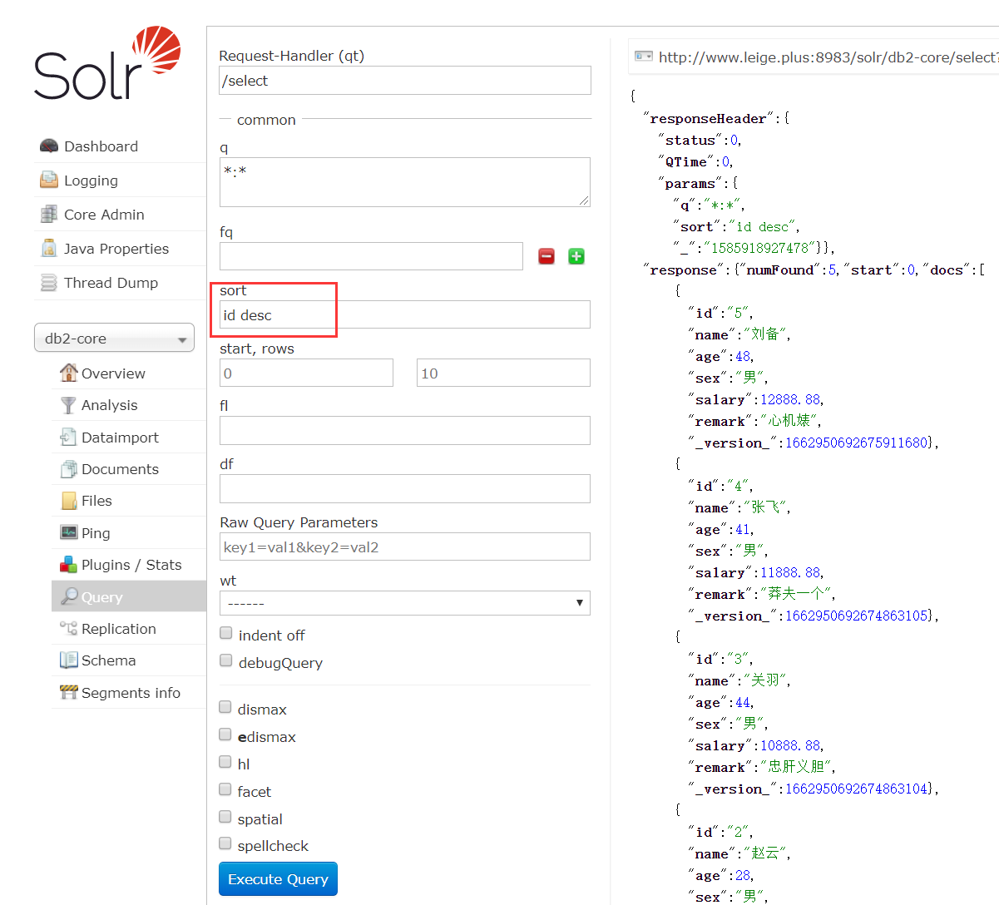 Solr
Dashboard
Logging
Core Admin
Java Properties
Thread Dump
db2-core
Overview
Analysis
Dataimport
Documents
Files
Ping
Plugins / Stats
Query
Replication
Schema
Segments info
Request-Handler (qt)
/select
common
q
*:*
fq
sort
id desc
start, rows
0
10
fl
df
Raw Query Parameters
key1=val1&key2=val2
wt
------
indent off
debugQuery
dismax
edismax
hl
facet
spatial
spellcheck
Execute Query
http://www.leige.plus:8983/solr/db2-core/select?
{
"responseHeader":{
"status":0,
"QTime":0,
"params":{
"q":"*:*",
"sort":"id desc",
"_":"1585918927478"}},
"response":{"numFound":5,"start":0,"docs":[
{
"id":"5",
"name":"刘备",
"age":48,
"sex":"男",
"salary":12888.88,
"remark":"心机婊",
"_version_":1662950692675911680},
{
"id":"4",
"name":"张飞",
"age":41,
"sex":"男",
"salary":11888.88,
"remark":"莽夫一个",
"_version_":1662950692674863105},
{
"id":"3",
"name":"关羽",
"age":44,
"sex":"男",
"salary":10888.88,
"remark":"忠肝义胆",
"_version_":1662950692674863104},
{
"id":"2",
"name":"赵云",
"age":28,
"sex":"男",